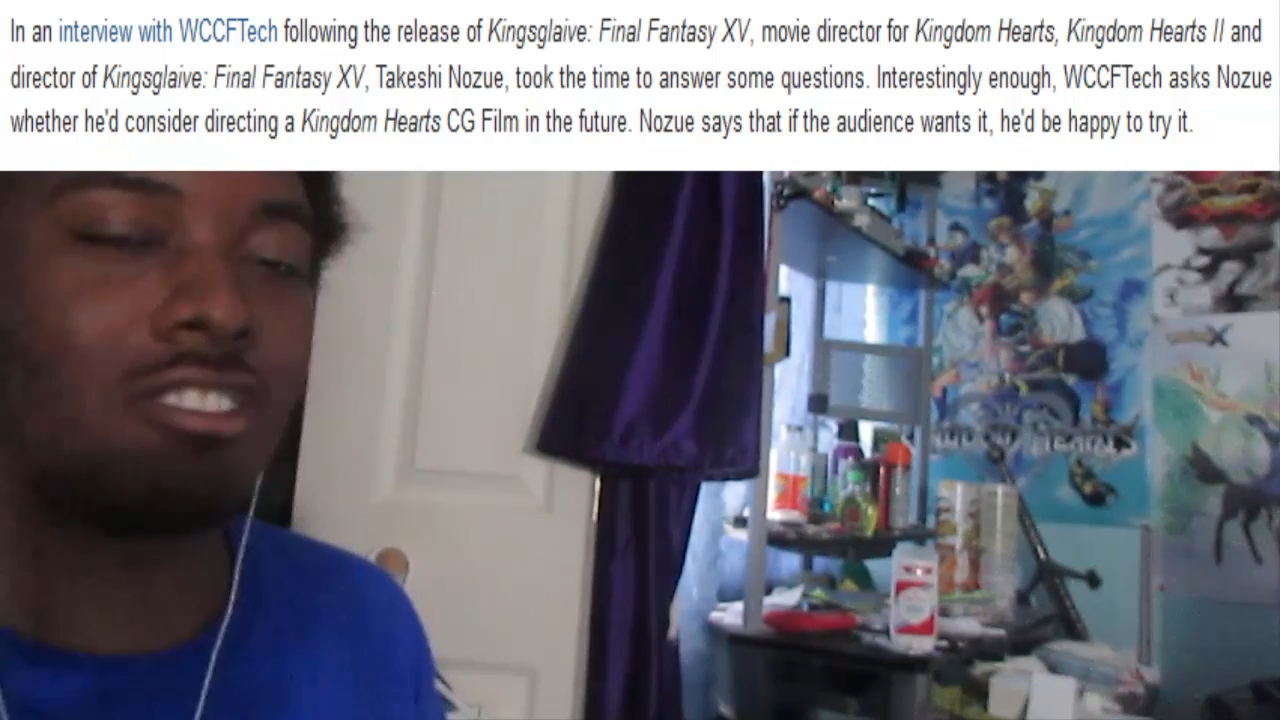 In an interview with WCCFTech following the release of Kingsglaive: Final Fantasy XV, movie director for Kingdom Hearts, Kingdom Hearts II and
director of Kingsglaive: Final Fantasy XV, Takeshi Nozue, took the time to answer some questions. Interestingly enough, WCCFTech asks Nozue
whether he'd consider directing a Kingdom Hearts CG Film in the future. Nozue says that if the audience wants it, he'd be happy to try it.
Kingdom Hearts
X